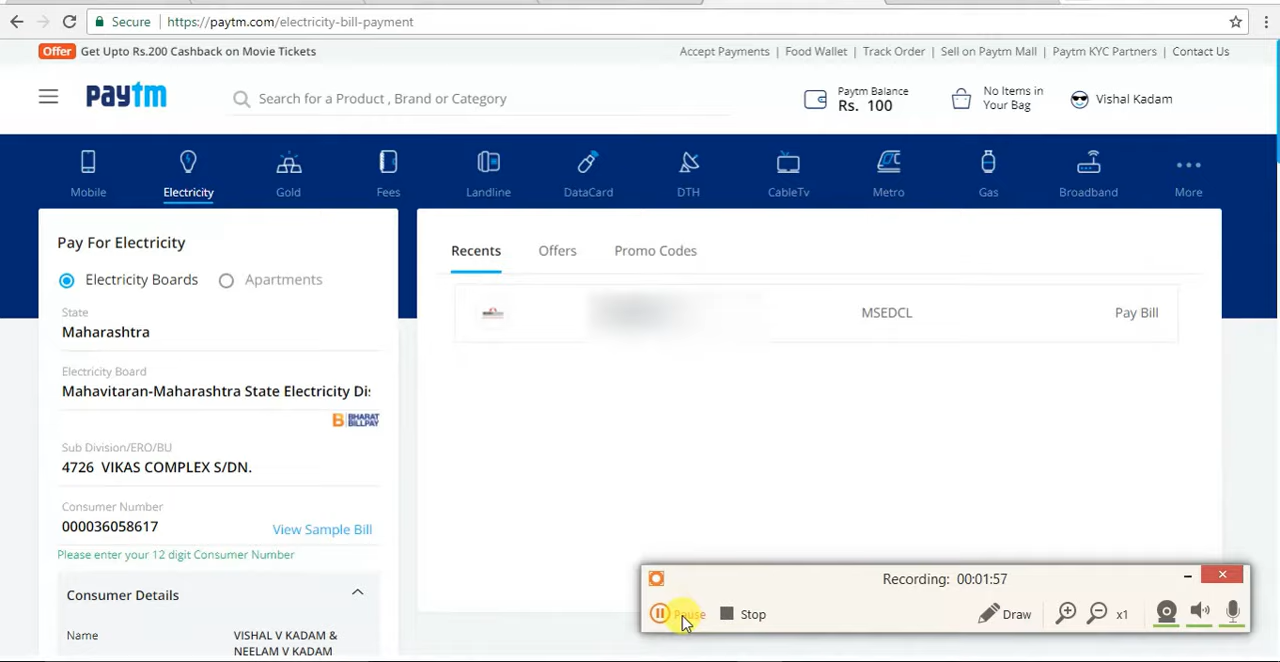 Secure | https://paytm.com/electricity-bill-payment
Offer Get Upto Rs.200 Cashback on Movie Tickets
Accept Payments | Food Wallet | Track Order | Sell on Paytm Mall | Paytm KYC Partners | Contact Us
paytm
Search for a Product , Brand or Category
Paytm Balance
Rs. 100
No Items in
Your Bag
Vishal Kadam
Mobile Electricity Gold Fees Landline DataCard DTH CableTv Metro Gas Broadband More
Pay For Electricity
Electricity Boards Apartments
State
Maharashtra
Electricity Board
Mahavitaran-Maharashtra State Electricity Di
B BHARAT
BILLPAY
Sub Division/ERO/BU
4726 VIKAS COMPLEX S/DN.
Consumer Number
000036058617
View Sample Bill
Please enter your 12 digit Consumer Number
Consumer Details
Name
VISHAL V KADAM &
NEELAM V KADAM
Recents Offers Promo Codes
MSEDCL Pay Bill
Recording: 00:01:57
Pause Stop Draw x1